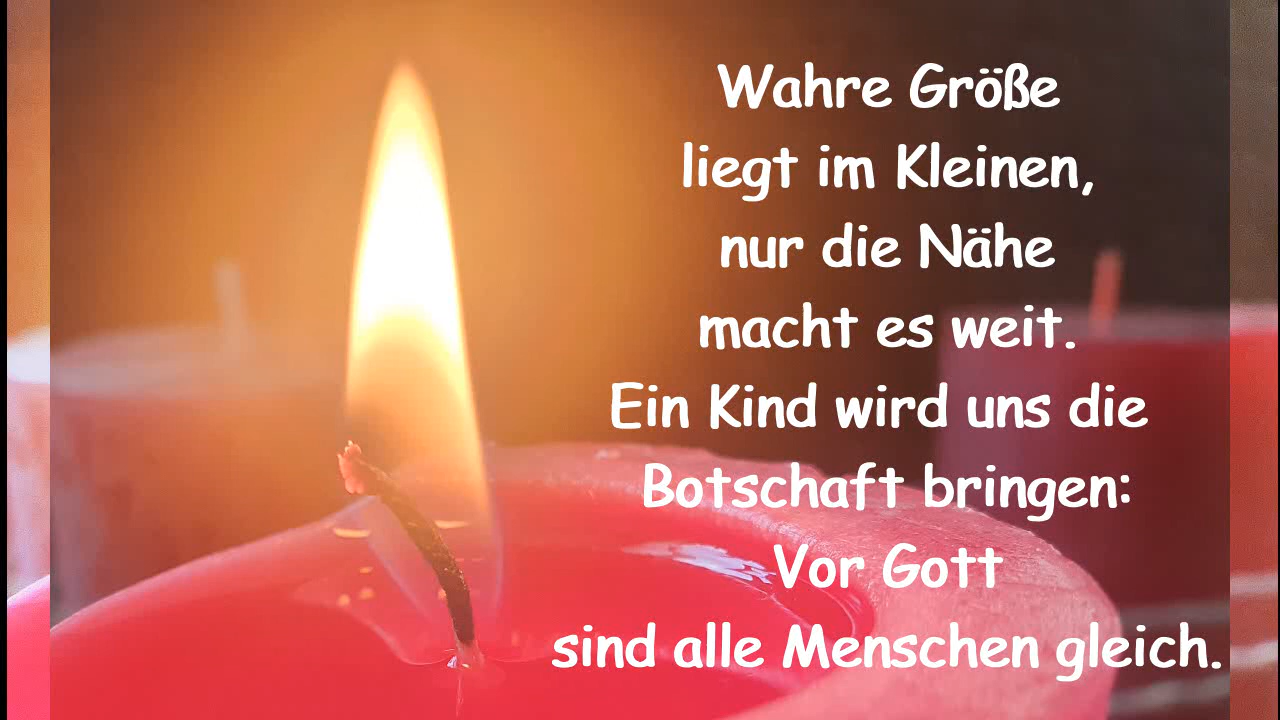 Wahre Größe
liegt im Kleinen,
nur die Nähe
macht es weit.
Ein Kind wird uns die
Botschaft bringen:
Vor Gott
sind alle Menschen gleich.